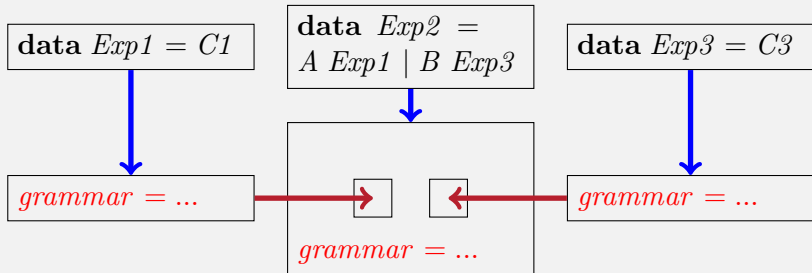 data Exp1 = C1
data Exp2 =
A Exp1 | B Exp3
data Exp3 = C3
grammar = ...
grammar = ...
grammar = ...